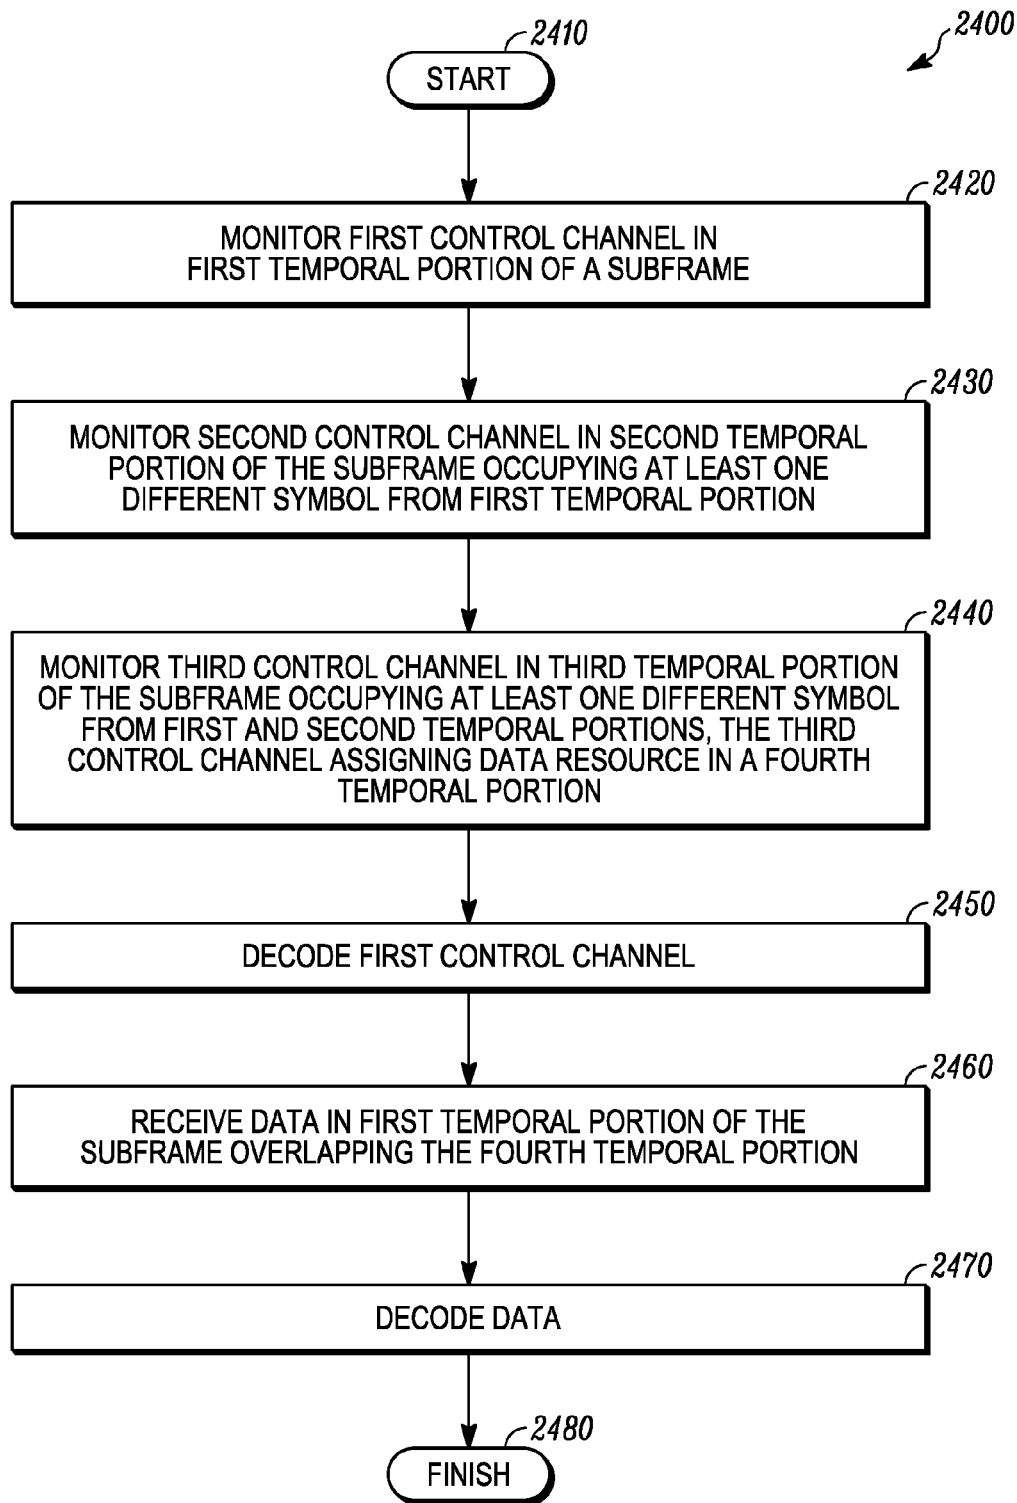 2410
2400
START
2420
MONITOR FIRST CONTROL CHANNEL IN
FIRST TEMPORAL PORTION OF A SUBFRAME
2430
MONITOR SECOND CONTROL CHANNEL IN SECOND TEMPORAL
PORTION OF THE SUBFRAME OCCUPYING AT LEAST ONE
DIFFERENT SYMBOL FROM FIRST TEMPORAL PORTION
2440
MONITOR THIRD CONTROL CHANNEL IN THIRD TEMPORAL PORTION
OF THE SUBFRAME OCCUPYING AT LEAST ONE DIFFERENT SYMBOL
FROM FIRST AND SECOND TEMPORAL PORTIONS, THE THIRD
CONTROL CHANNEL ASSIGNING DATA RESOURCE IN A FOURTH
TEMPORAL PORTION
2450
DECODE FIRST CONTROL CHANNEL
2460
RECEIVE DATA IN FIRST TEMPORAL PORTION OF THE
SUBFRAME OVERLAPPING THE FOURTH TEMPORAL PORTION
2470
DECODE DATA
2480
FINISH